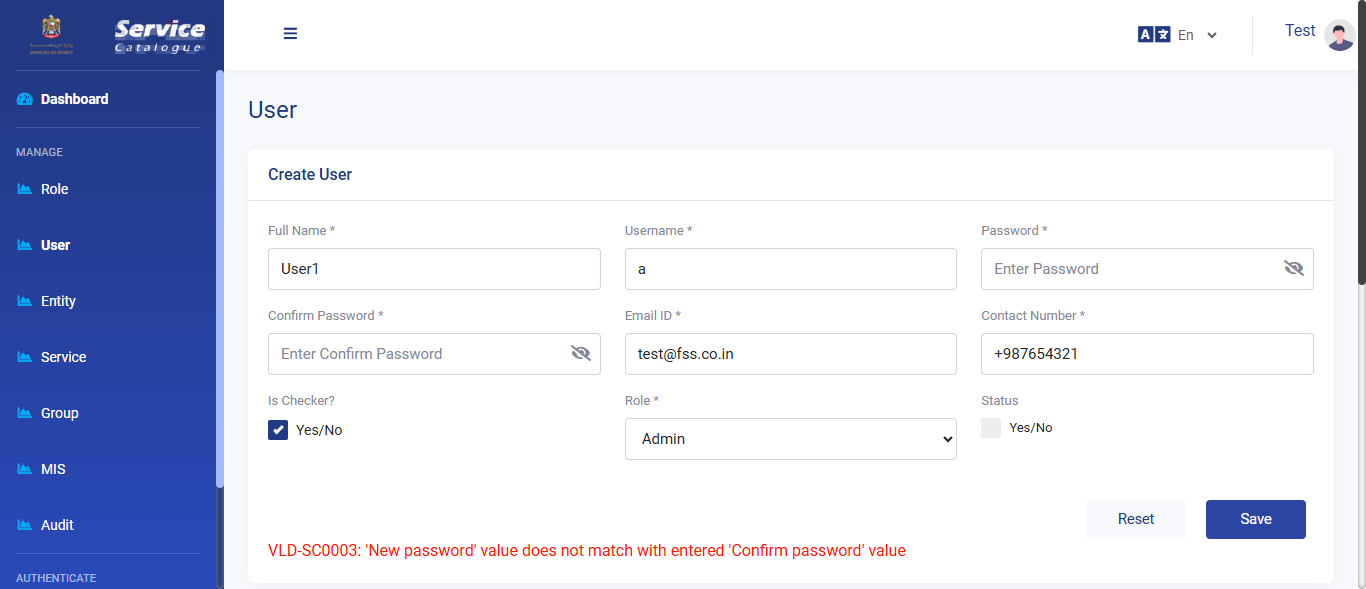 MINISTRY OF SPORTS
Service
Catalogue
En
Test
Dashboard
MANAGE
Role
User
Entity
Service
Group
MIS
Audit
AUTHENTICATE
User
Create User
Full Name *
Username *
Password *
User1
a
Enter Password
Confirm Password *
Email ID *
Contact Number *
Enter Confirm Password
test@fss.co.in
+987654321
Is Checker?
Role *
Status
Yes/No
Admin
Yes/No
Reset
Save
VLD-SC0003: 'New password' value does not match with entered 'Confirm password' value